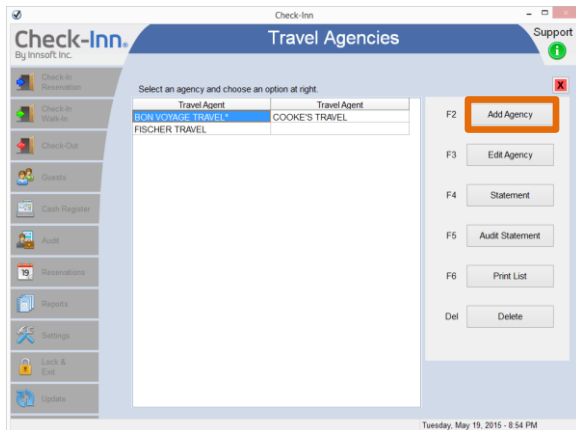 Check-Inn
Check-Inn®
By Innsoft Inc.
Travel Agencies
Support
Check-In
Reservation
Check-In
Walk-In
Check-Out
Guests
Cash Register
Audit
19
Reservations
Reports
Settings
Lock &
Exit
Update
Select an agency and choose an option at right.
X
Travel Agent Travel Agent
BON VOYAGE TRAVEL* COOKE'S TRAVEL
FISCHER TRAVEL
F2 Add Agency
F3 Edit Agency
F4 Statement
F5 Audit Statement
F6 Print List
Del Delete
Tuesday, May 19, 2015 - 8:54 PM